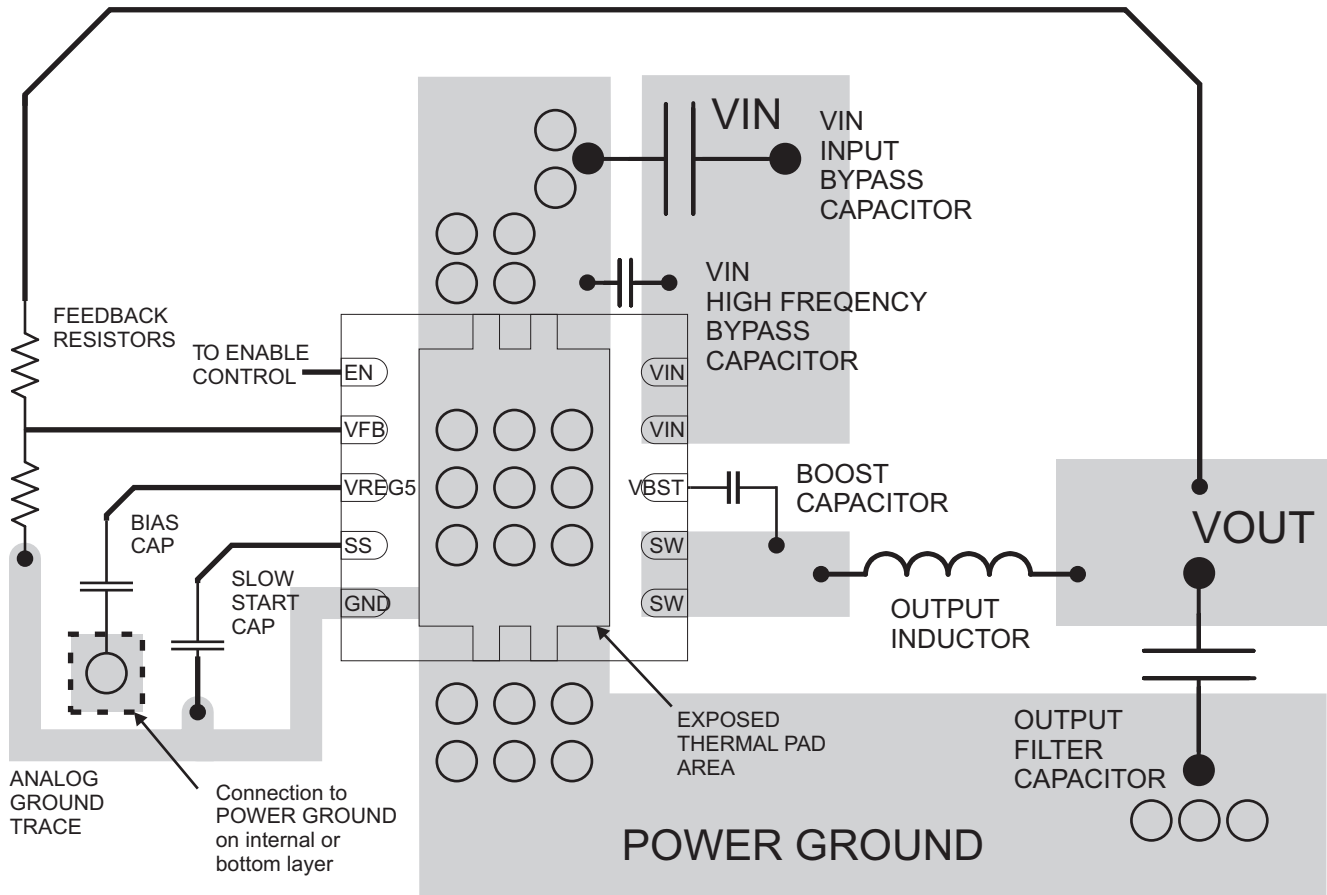 VIN
VIN
INPUT
BYPASS
CAPACITOR
VIN
HIGH FREQENCY
BYPASS
CAPACITOR
FEEDBACK
RESISTORS
TO ENABLE
CONTROL
EN
VFB
VREG5
SS
GND
VIN
VIN
VBST
SW
SW
BOOST
CAPACITOR
VOUT
BIAS
CAP
SLOW
START
CAP
OUTPUT
INDUCTOR
EXPOSED
THERMAL PAD
AREA
OUTPUT
FILTER
CAPACITOR
ANALOG
GROUND
TRACE
Connection to
POWER GROUND
on internal or
bottom layer
POWER GROUND